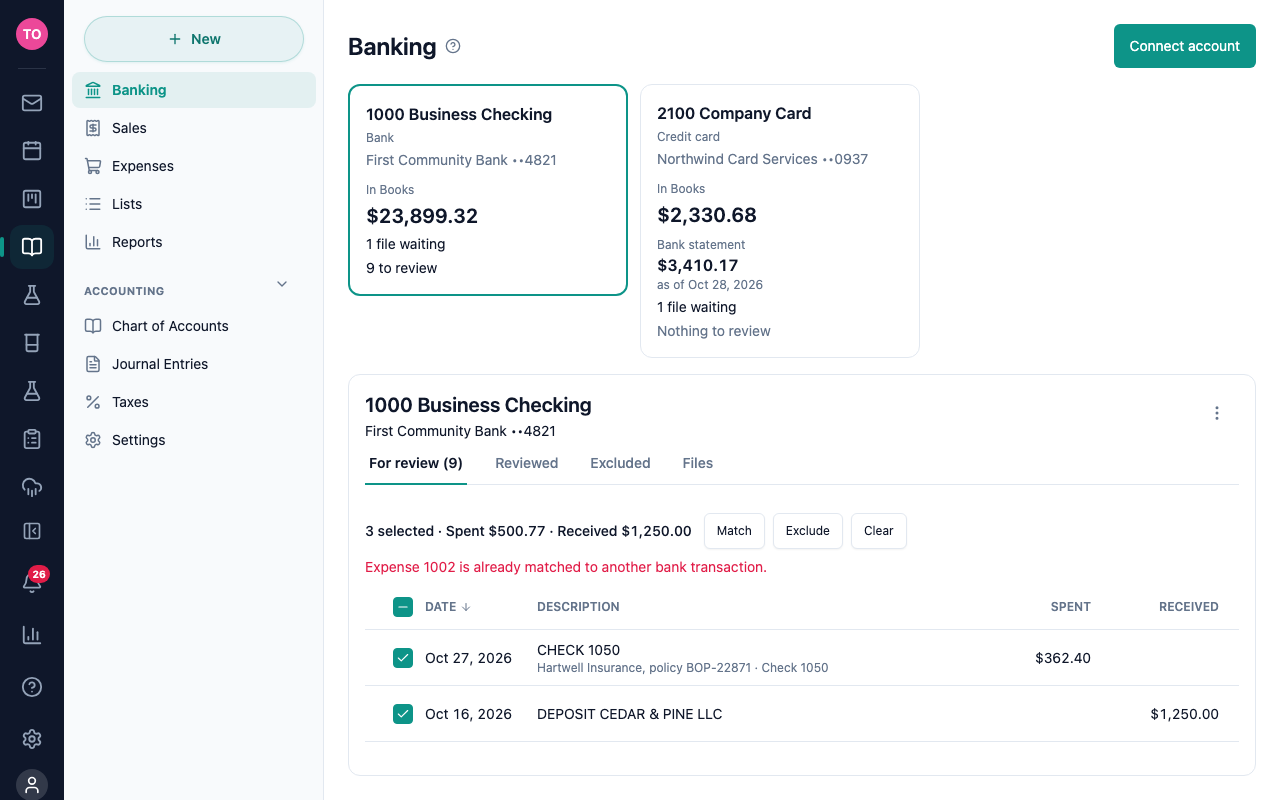 TO
New
Banking
Sales
Expenses
Lists
Reports
ACCOUNTING
Chart of Accounts
Journal Entries
Taxes
Settings
26
Banking
Connect account
1000 Business Checking
Bank
First Community Bank ••4821
In Books
$23,899.32
1 file waiting
9 to review
2100 Company Card
Credit card
Northwind Card Services ••0937
In Books
$2,330.68
Bank statement
$3,410.17
as of Oct 28, 2026
1 file waiting
Nothing to review
1000 Business Checking
First Community Bank ••4821
For review (9) Reviewed Excluded Files
3 selected · Spent $500.77 · Received $1,250.00 Match Exclude Clear
Expense 1002 is already matched to another bank transaction.
DATE ↓ DESCRIPTION SPENT RECEIVED
Oct 27, 2026 CHECK 1050 $362.40
Hartwell Insurance, policy BOP-22871 · Check 1050
Oct 16, 2026 DEPOSIT CEDAR & PINE LLC $1,250.00